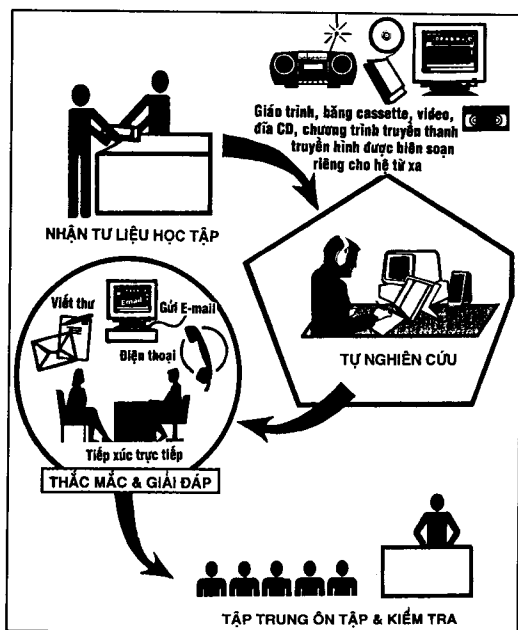 Giáo trình, băng cassette, video,
đĩa CD, chương trình truyền thanh
truyền hình được biên soạn
riêng cho hệ từ xa
NHẬN TƯ LIỆU HỌC TẬP
TỰ NGHIÊN CỨU
Viết thư
Email
Gửi E-mail
Điện thoại
Tiếp xúc trực tiếp
THẮC MẮC & GIẢI ĐÁP
TẬP TRUNG ÔN TẬP & KIỂM TRA